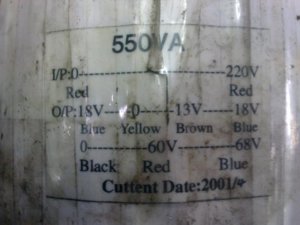 550VA
I/P:0--------------------220V
Red Red
O/P:18V----0-----13V-----18V
Blue Yellow Brown Blue
0-----------60V-----------68V
Black Red Blue
Cuttent Date:2001/4